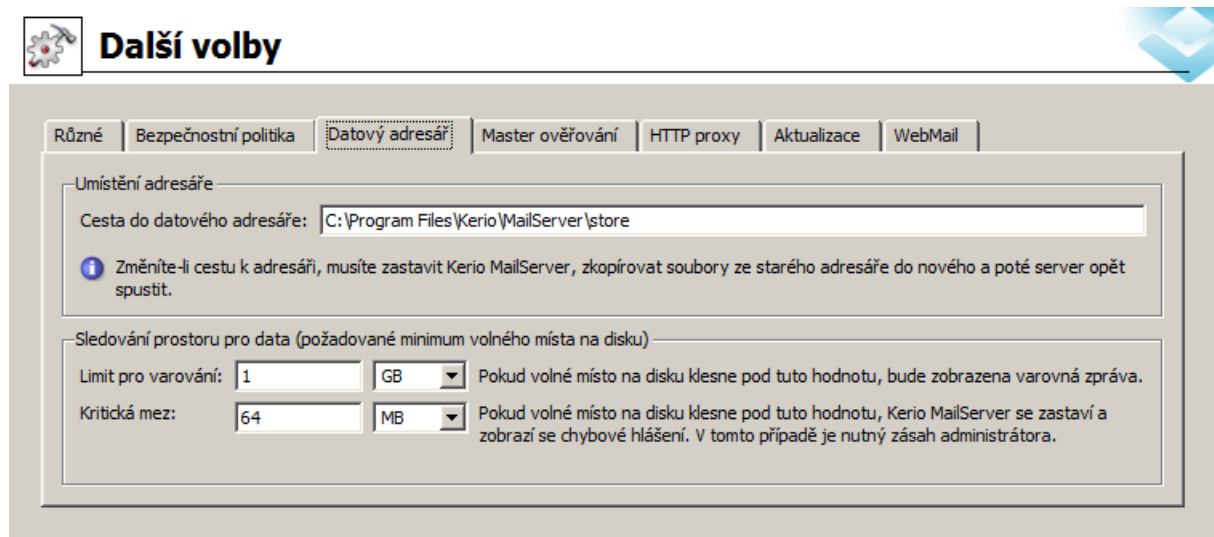 Další volby
Různé Bezpečnostní politika Datový adresář Master ověřování HTTP proxy Aktualizace WebMail
Umístění adresáře
Cesta do datového adresáře: C:\Program Files\Kerio\MailServer\store
Změníte-li cestu k adresáři, musíte zastavit Kerio MailServer, zkopírovat soubory ze starého adresáře do nového a poté server opět
spustit.
Sledování prostoru pro data (požadované minimum volného místa na disku)
Limit pro varování: 1 GB Pokud volné místo na disku klesne pod tuto hodnotu, bude zobrazena varovná zpráva.
Kritická mez: 64 MB Pokud volné místo na disku klesne pod tuto hodnotu, Kerio MailServer se zastaví a
zobrazí se chybové hlášení. V tomto případě je nutný zásah administrátora.